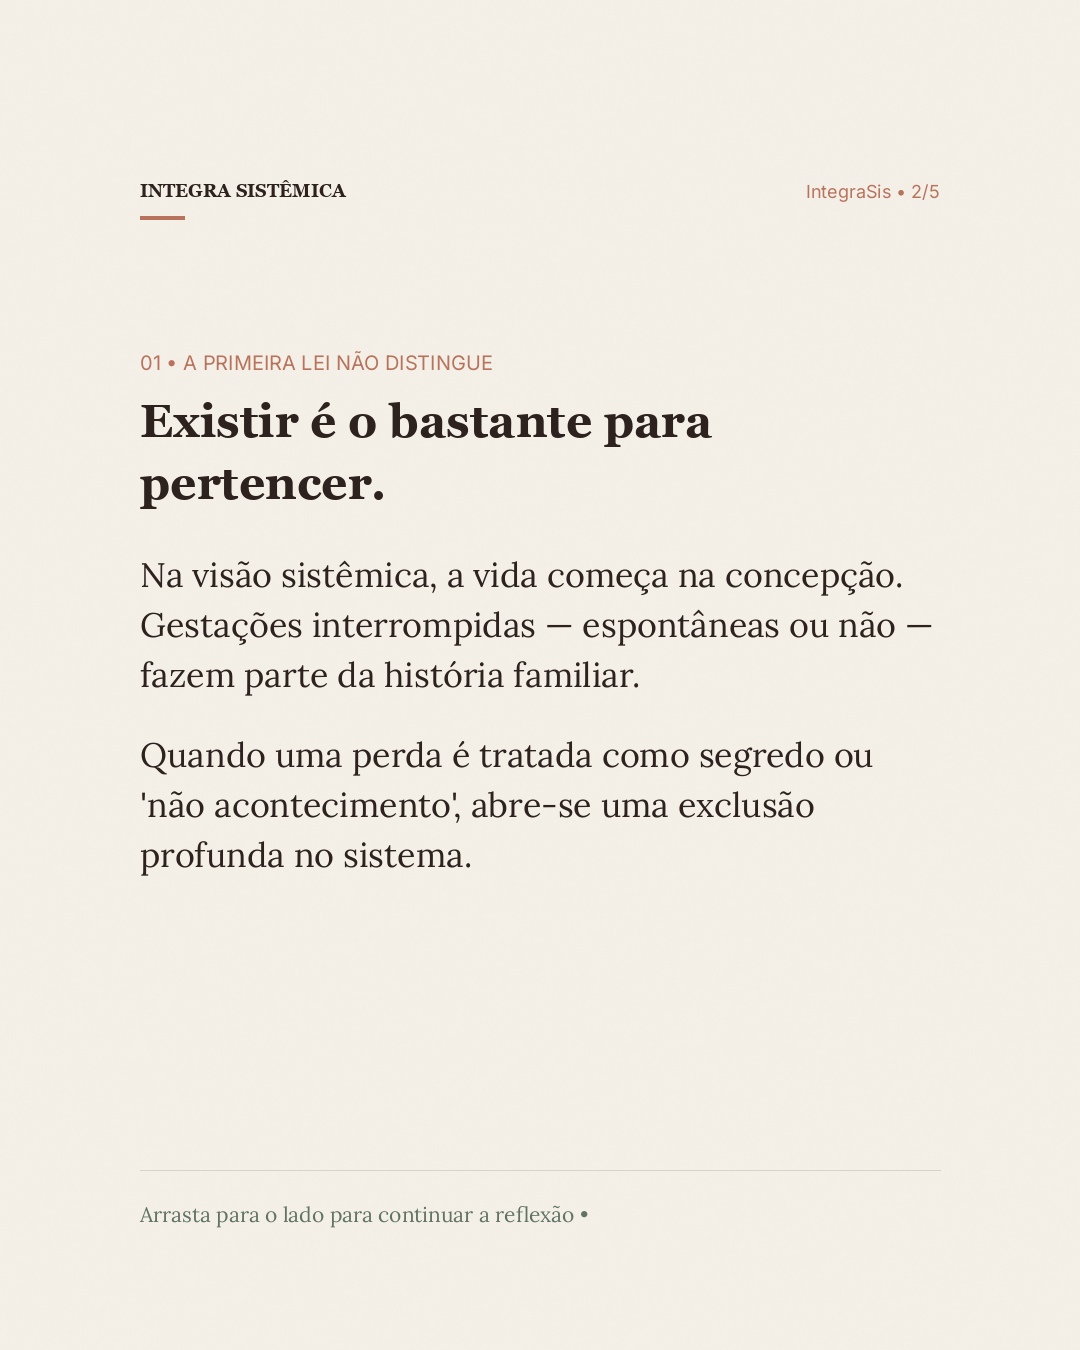 INTEGRA SISTÊMICA
IntegraSis • 2/5
01 • A PRIMEIRA LEI NÃO DISTINGUE
Existir é o bastante para
pertencer.
Na visão sistêmica, a vida começa na concepção.
Gestações interrompidas — espontâneas ou não —
fazem parte da história familiar.
Quando uma perda é tratada como segredo ou
'não acontecimento', abre-se uma exclusão
profunda no sistema.
Arrasta para o lado para continuar a reflexão •